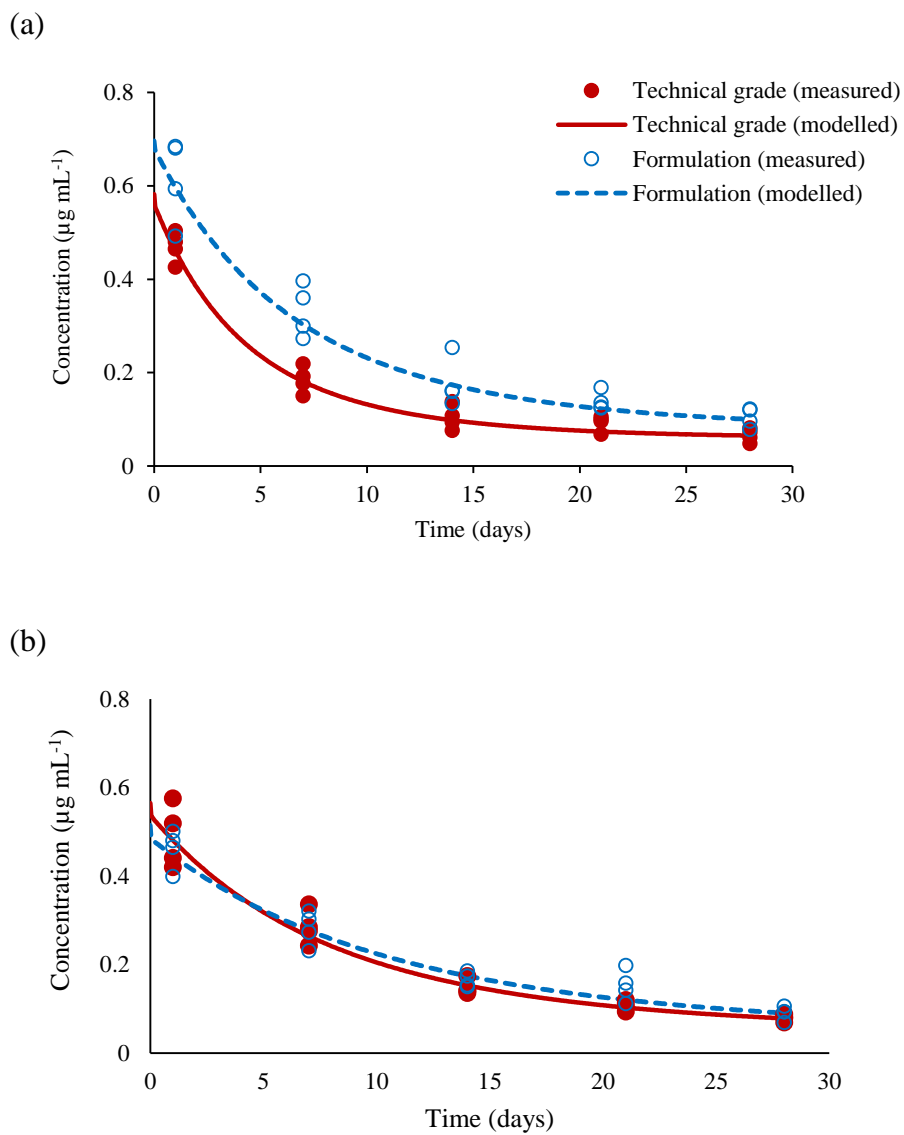 (a)
0.8
0.6
0.4
0.2
0
Concentration (µg mL⁻¹)
0 5 10 15 20 25 30
Time (days)
Technical grade (measured)
Technical grade (modelled)
Formulation (measured)
Formulation (modelled)
(b)
0.8
0.6
0.4
0.2
0
Concentration (µg mL⁻¹)
0 5 10 15 20 25 30
Time (days)